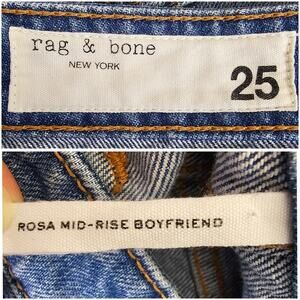 rag & bone
NEW YORK
25
ROSA MID-RISE BOYFRIEND